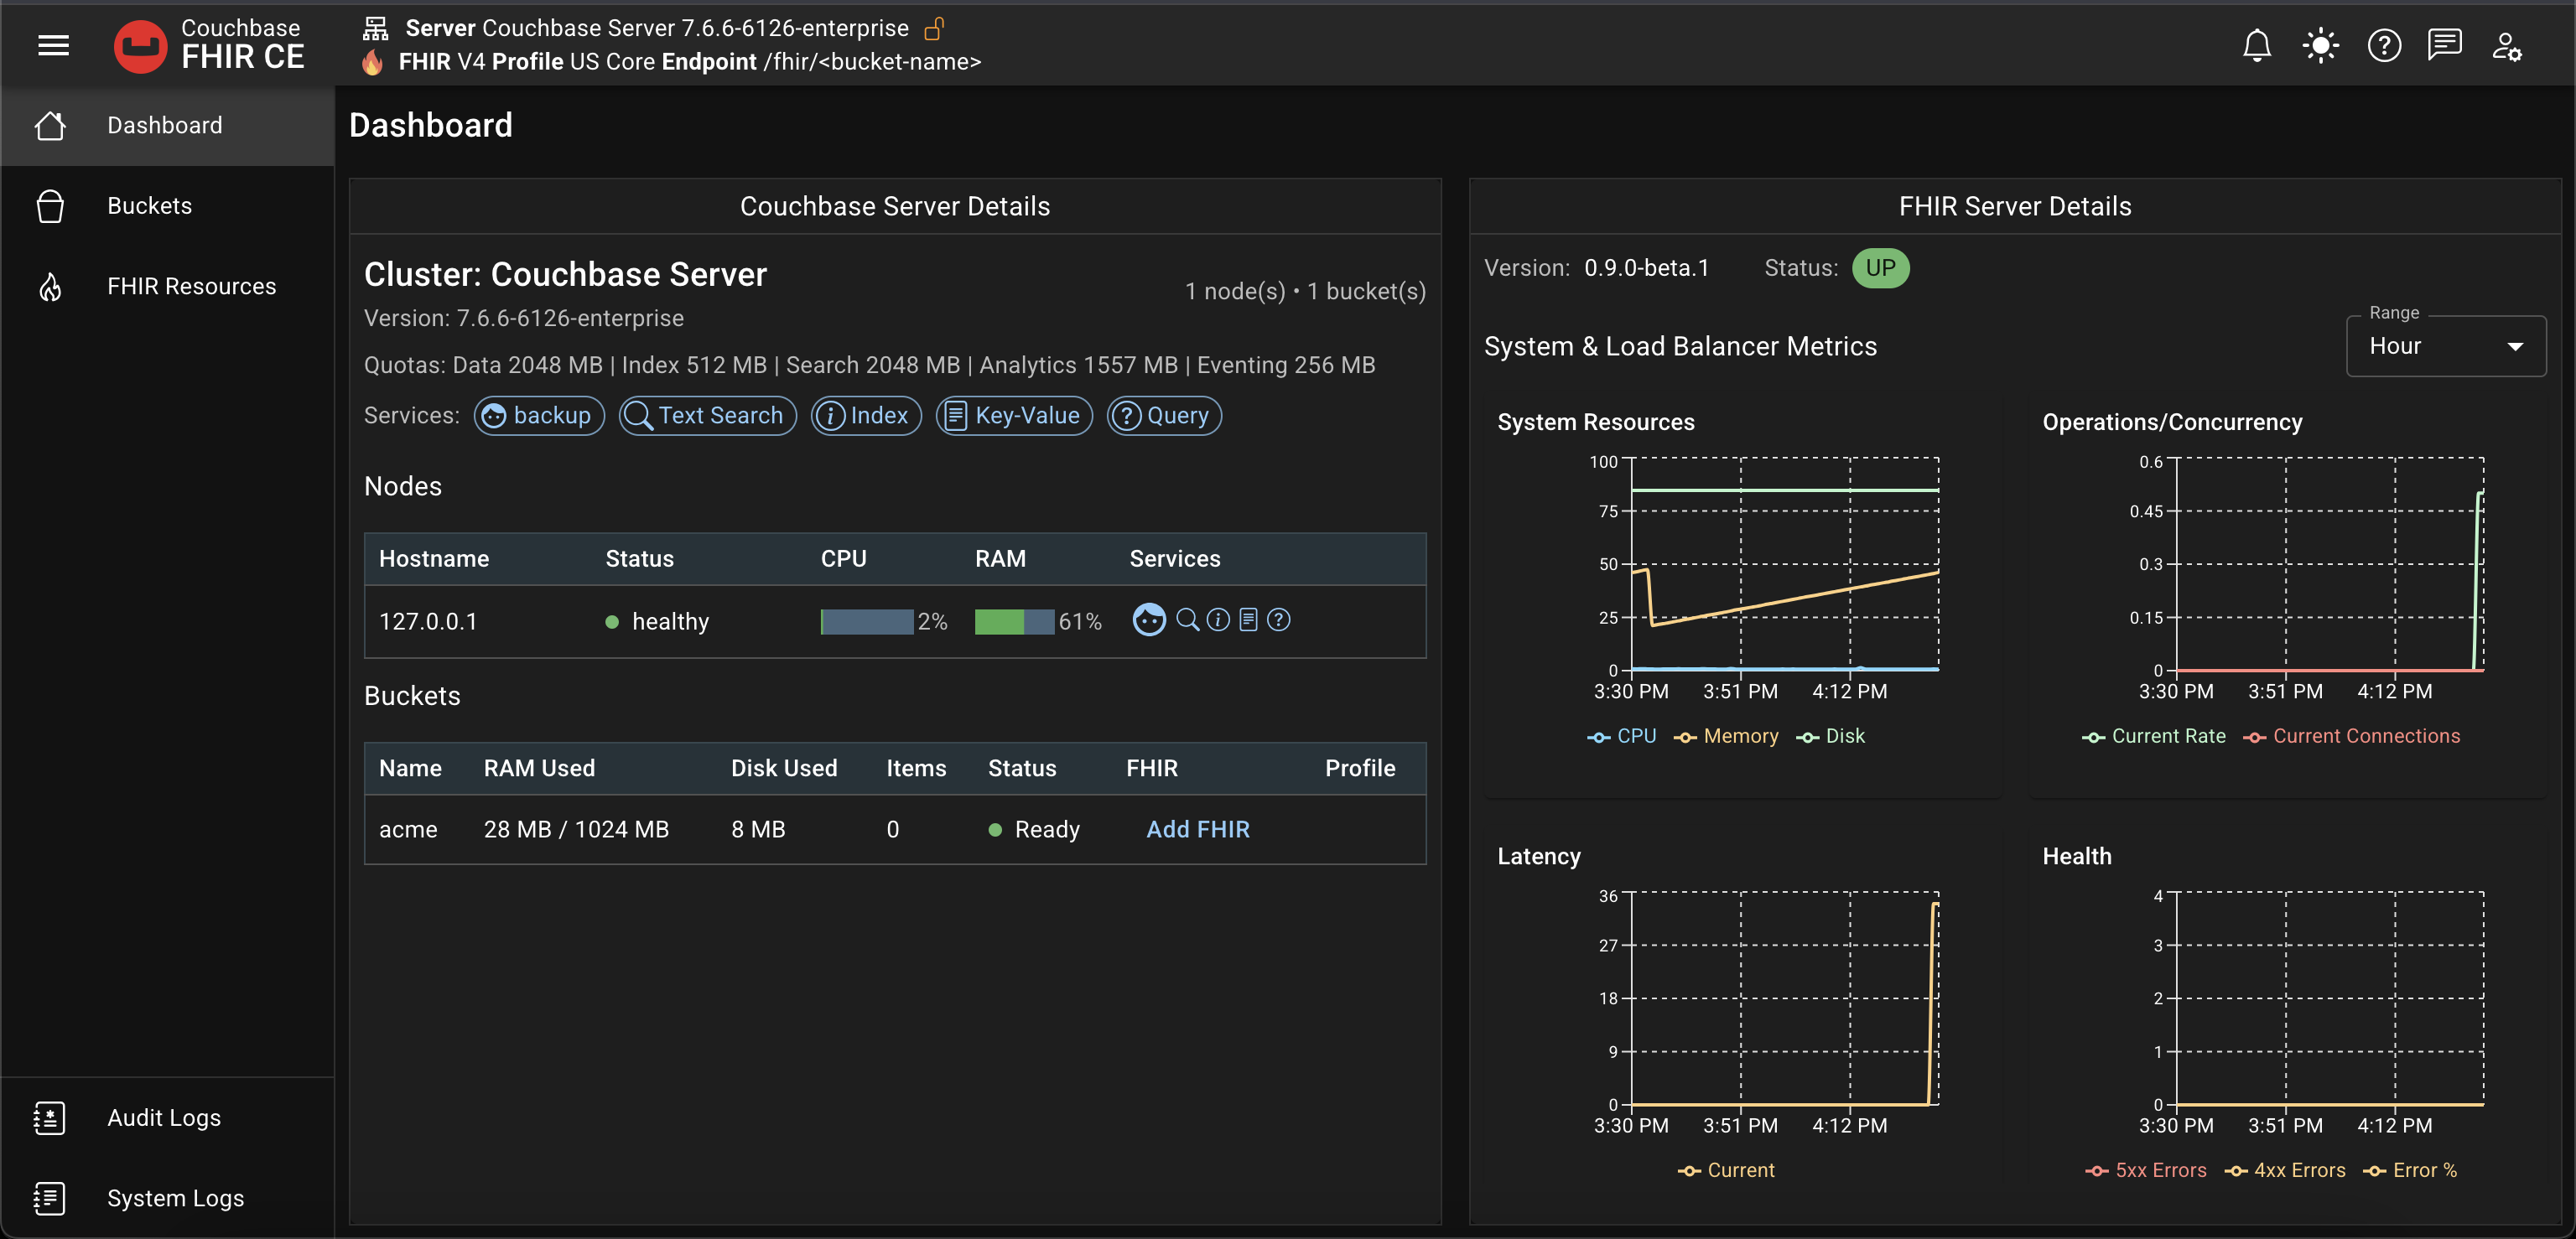 Couchbase
FHIR CE
Server Couchbase Server 7.6.6-6126-enterprise
FHIR V4 Profile US Core Endpoint /fhir/<bucket-name>
Dashboard
Buckets
FHIR Resources
Audit Logs
System Logs
Dashboard
Couchbase Server Details
Cluster: Couchbase Server
1 node(s) • 1 bucket(s)
Version: 7.6.6-6126-enterprise
Quotas: Data 2048 MB | Index 512 MB | Search 2048 MB | Analytics 1557 MB | Eventing 256 MB
Services: backup Text Search Index Key-Value Query
Nodes
Hostname Status CPU RAM Services
127.0.0.1 healthy 2% 61%
Buckets
Name RAM Used Disk Used Items Status FHIR Profile
acme 28 MB / 1024 MB 8 MB 0 Ready Add FHIR
FHIR Server Details
Version: 0.9.0-beta.1 Status: UP
System & Load Balancer Metrics
Range
Hour
System Resources
100
75
50
25
0
3:30 PM 3:51 PM 4:12 PM
CPU Memory Disk
Operations/Concurrency
0.6
0.45
0.3
0.15
0
3:30 PM 3:51 PM 4:12 PM
Current Rate Current Connections
Latency
36
27
18
9
0
3:30 PM 3:51 PM 4:12 PM
Current
Health
4
3
2
1
0
3:30 PM 3:51 PM 4:12 PM
5xx Errors 4xx Errors Error %